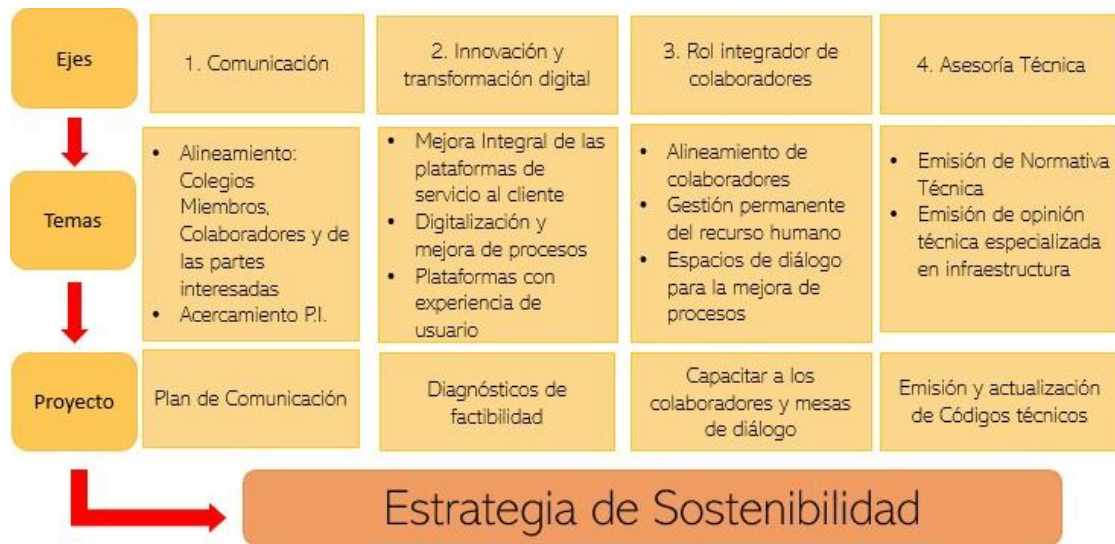 Ejes
1. Comunicación
2. Innovación y
transformación digital
3. Rol integrador de
colaboradores
4. Asesoría Técnica
Temas
• Alineamiento:
Colegios
Miembros,
Colaboradores y de
las partes
interesadas
• Acercamiento P.I.
• Mejora Integral de las
plataformas de
servicio al cliente
• Digitalización y
mejora de procesos
• Plataformas con
experiencia de
usuario
• Alineamiento de
colaboradores
• Gestión permanente
del recurso humano
• Espacios de diálogo
para la mejora de
procesos
• Emisión de Normativa
Técnica
• Emisión de opinión
técnica especializada
en infraestructura
Proyecto
Plan de Comunicación
Diagnósticos de
factibilidad
Capacitar a los
colaboradores y mesas
de diálogo
Emisión y actualización
de Códigos técnicos
Estrategia de Sostenibilidad